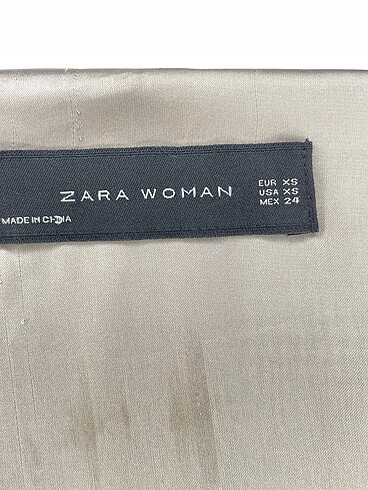 ZARA WOMAN
EUR XS
USA XS
MEX 24
MADE IN CHINA